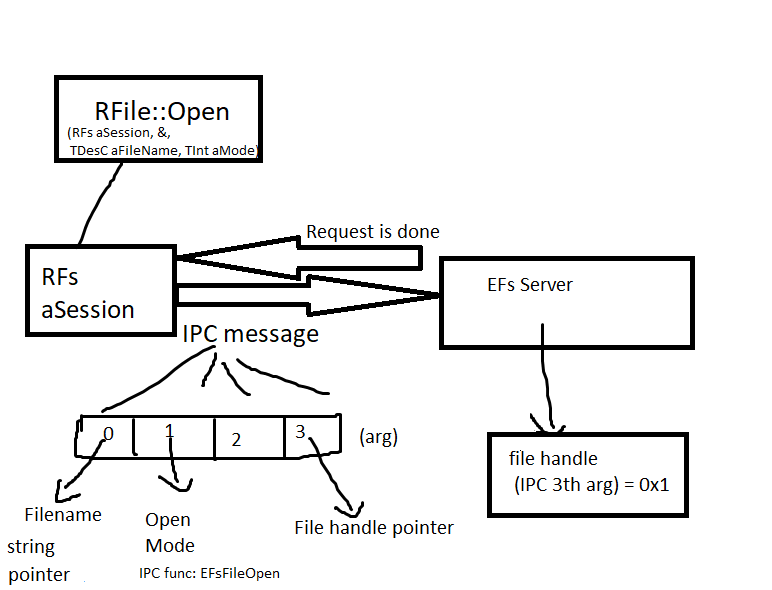 RFile::Open
(RFs aSession, &,
TDesC aFileName, TInt aMode)
Request is done
RFs
aSession
EFs Server
IPC message
0 1 2 3 (arg)
file handle
(IPC 3th arg) = 0x1
Filename
string
pointer
Open
Mode
File handle pointer
IPC func: EFsFileOpen